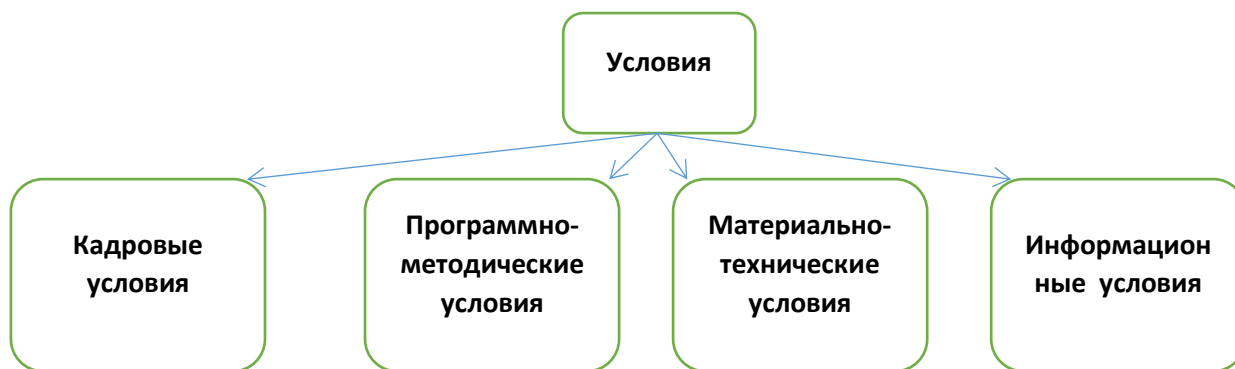 Условия
Кадровые
условия
Программно-
методические
условия
Материально-
технические
условия
Информацион
ные условия